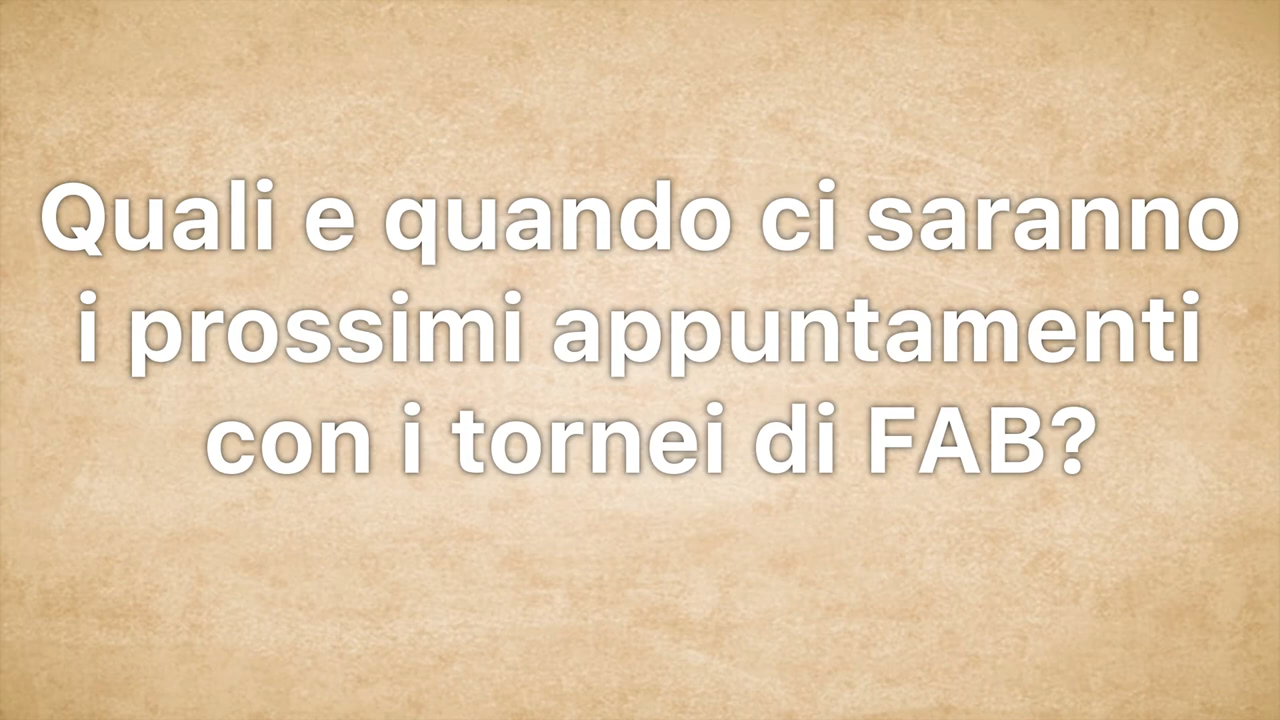 Quali e quando ci saranno
i prossimi appuntamenti
con i tornei di FAB?